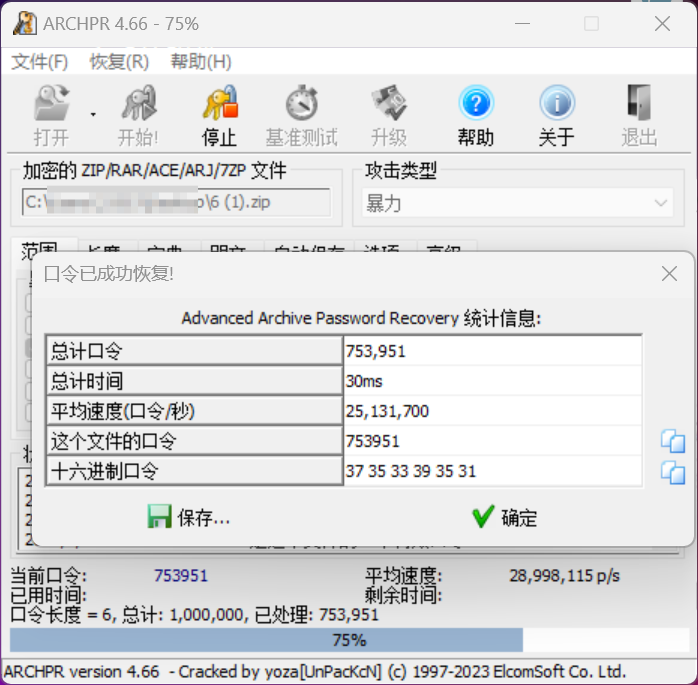 ARCHPR 4.66 - 75%
文件(F) 恢复(R) 帮助(H)
打开 开始! 停止 基准测试 升级 帮助 关于 退出
加密的 ZIP/RAR/ACE/ARJ/7ZP 文件 攻击类型
C:\ \6 (1).zip 暴力
范围 长度 字典 明文 自动保存 选项 高级
口令已成功恢复!
Advanced Archive Password Recovery 统计信息:
总计口令 753,951
总计时间 30ms
平均速度(口令/秒) 25,131,700
这个文件的口令 753951
十六进制口令 37 35 33 39 35 31
保存... 确定
当前口令: 753951 平均速度: 28,998,115 p/s
已用时间: 剩余时间:
口令长度 = 6, 总计: 1,000,000, 已处理: 753,951
75%
ARCHPR version 4.66 - Cracked by yoza[UnPacKcN] (c) 1997-2023 ElcomSoft Co. Ltd.